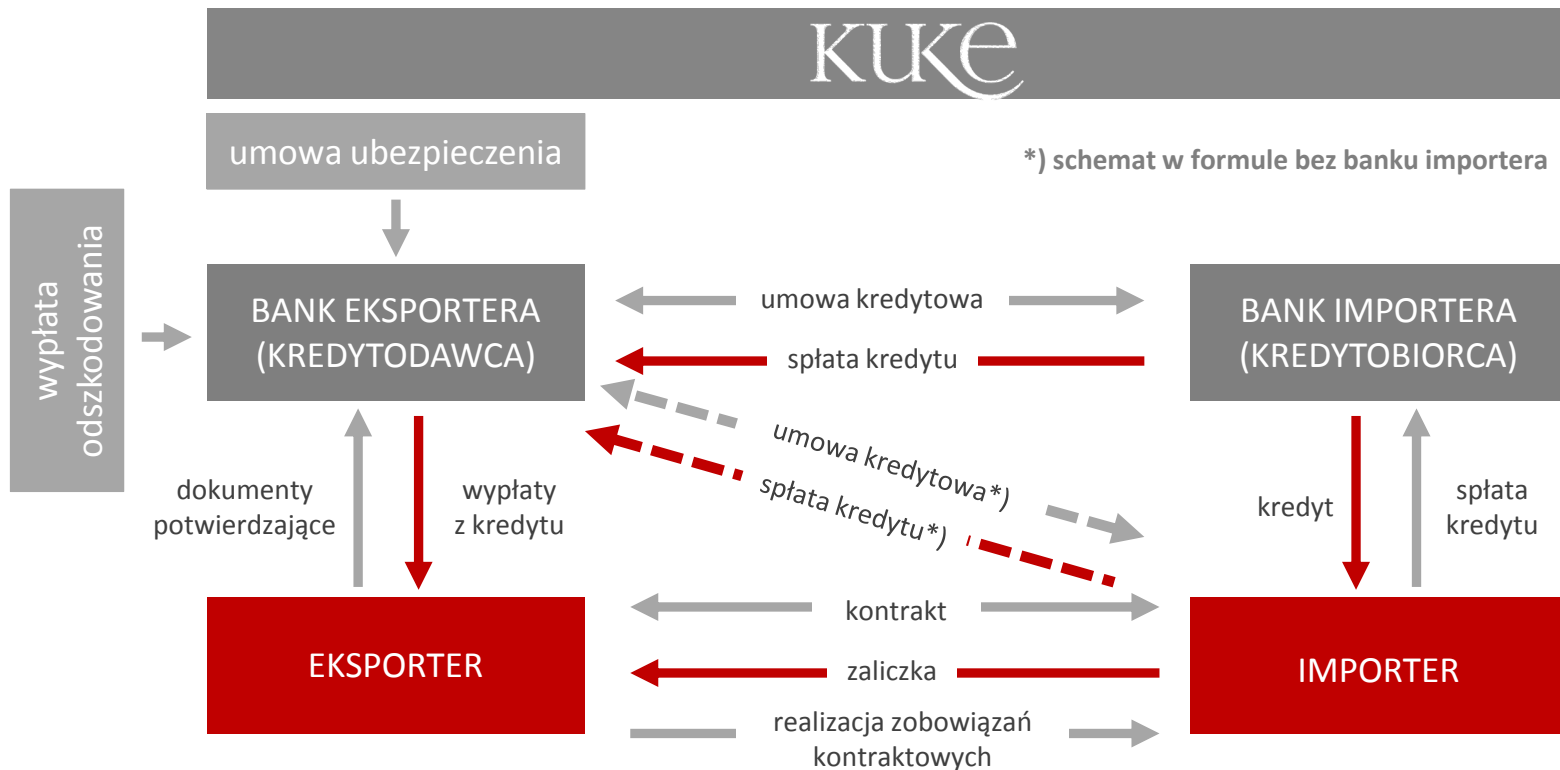 KUKE
umowa ubezpieczenia
*) schemat w formule bez banku importera
wypłata
odszkodowania
BANK EKSPORTERA
(KREDYTODAWCA)
umowa kredytowa
spłata kredytu
BANK IMPORTERA
(KREDYTOBIORCA)
umowa kredytowa*)
spłata kredytu*)
dokumenty
potwierdzające
wypłaty
z kredytu
kredyt
spłata
kredytu
EKSPORTER
kontrakt
zaliczka
realizacja zobowiązań
kontraktowych
IMPORTER